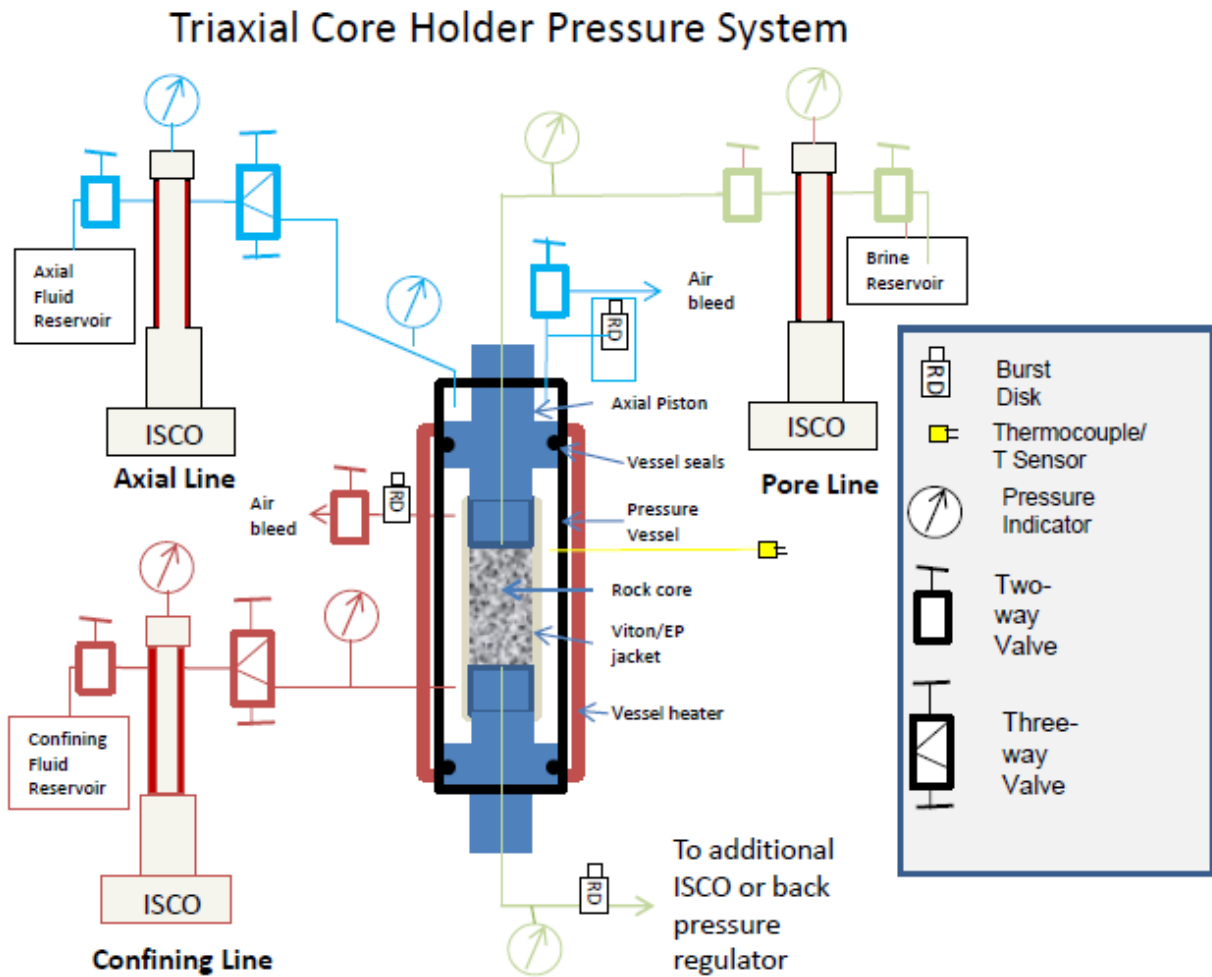 Triaxial Core Holder Pressure System
Axial
Fluid
Reservoir
ISCO
Axial Line
Air
bleed
RD
Brine
Reservoir
ISCO
Pore Line
Axial Piston
Vessel seals
Pressure
Vessel
Rock core
Viton/EP
jacket
Vessel heater
Air
bleed
RD
Confining
Fluid
Reservoir
ISCO
Confining Line
RD
To additional
ISCO or back
pressure
regulator
RD
Burst
Disk
Thermocouple/
T Sensor
Pressure
Indicator
Two-
way
Valve
Three-
way
Valve